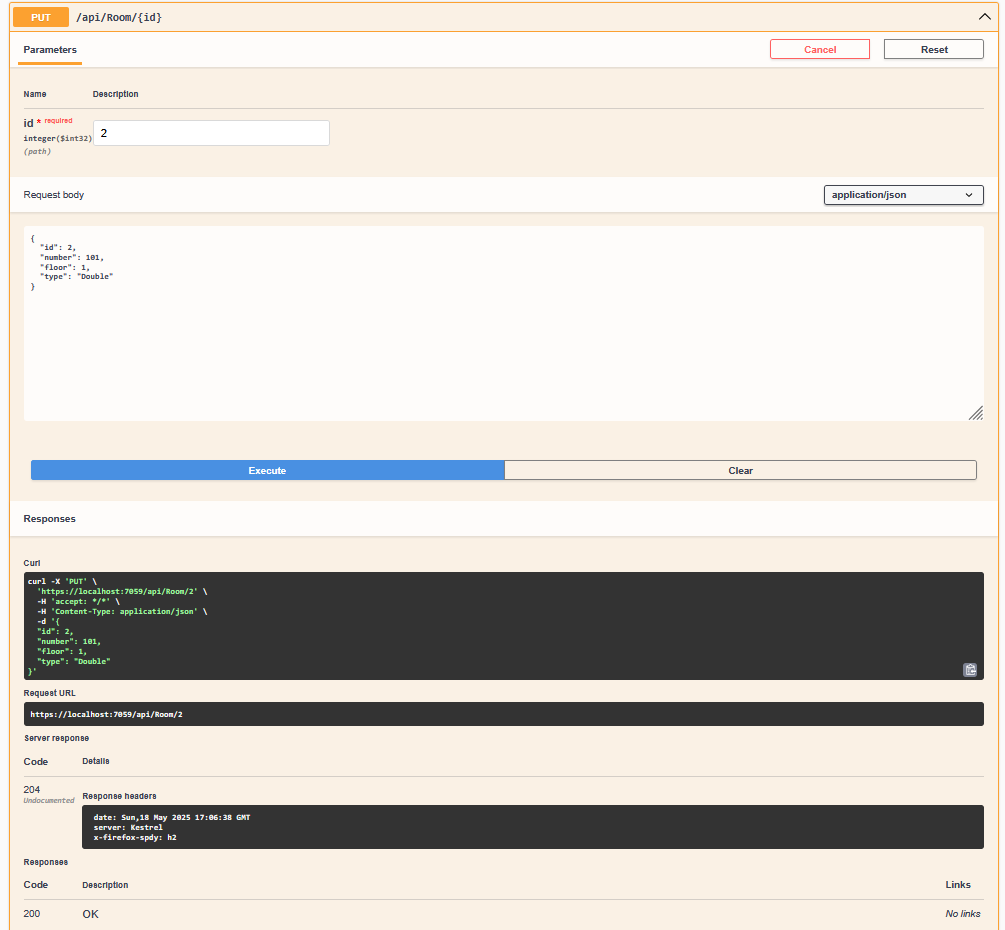 PUT /api/Room/{id}
Parameters
Cancel
Reset
Name Description
id * required
integer($int32)
(path)
2
Request body
application/json
{
  "id": 2,
  "number": 101,
  "floor": 1,
  "type": "Double"
}
Execute
Clear
Responses
Curl
curl -X 'PUT' \
  'https://localhost:7059/api/Room/2' \
  -H 'accept: */*' \
  -H 'Content-Type: application/json' \
  -d '{
  "id": 2,
  "number": 101,
  "floor": 1,
  "type": "Double"
}'
Request URL
https://localhost:7059/api/Room/2
Server response
Code Details
204
Undocumented
Response headers
date: Sun,18 May 2025 17:06:38 GMT
server: Kestrel
x-firefox-spdy: h2
Responses
Code Description Links
200 OK No links